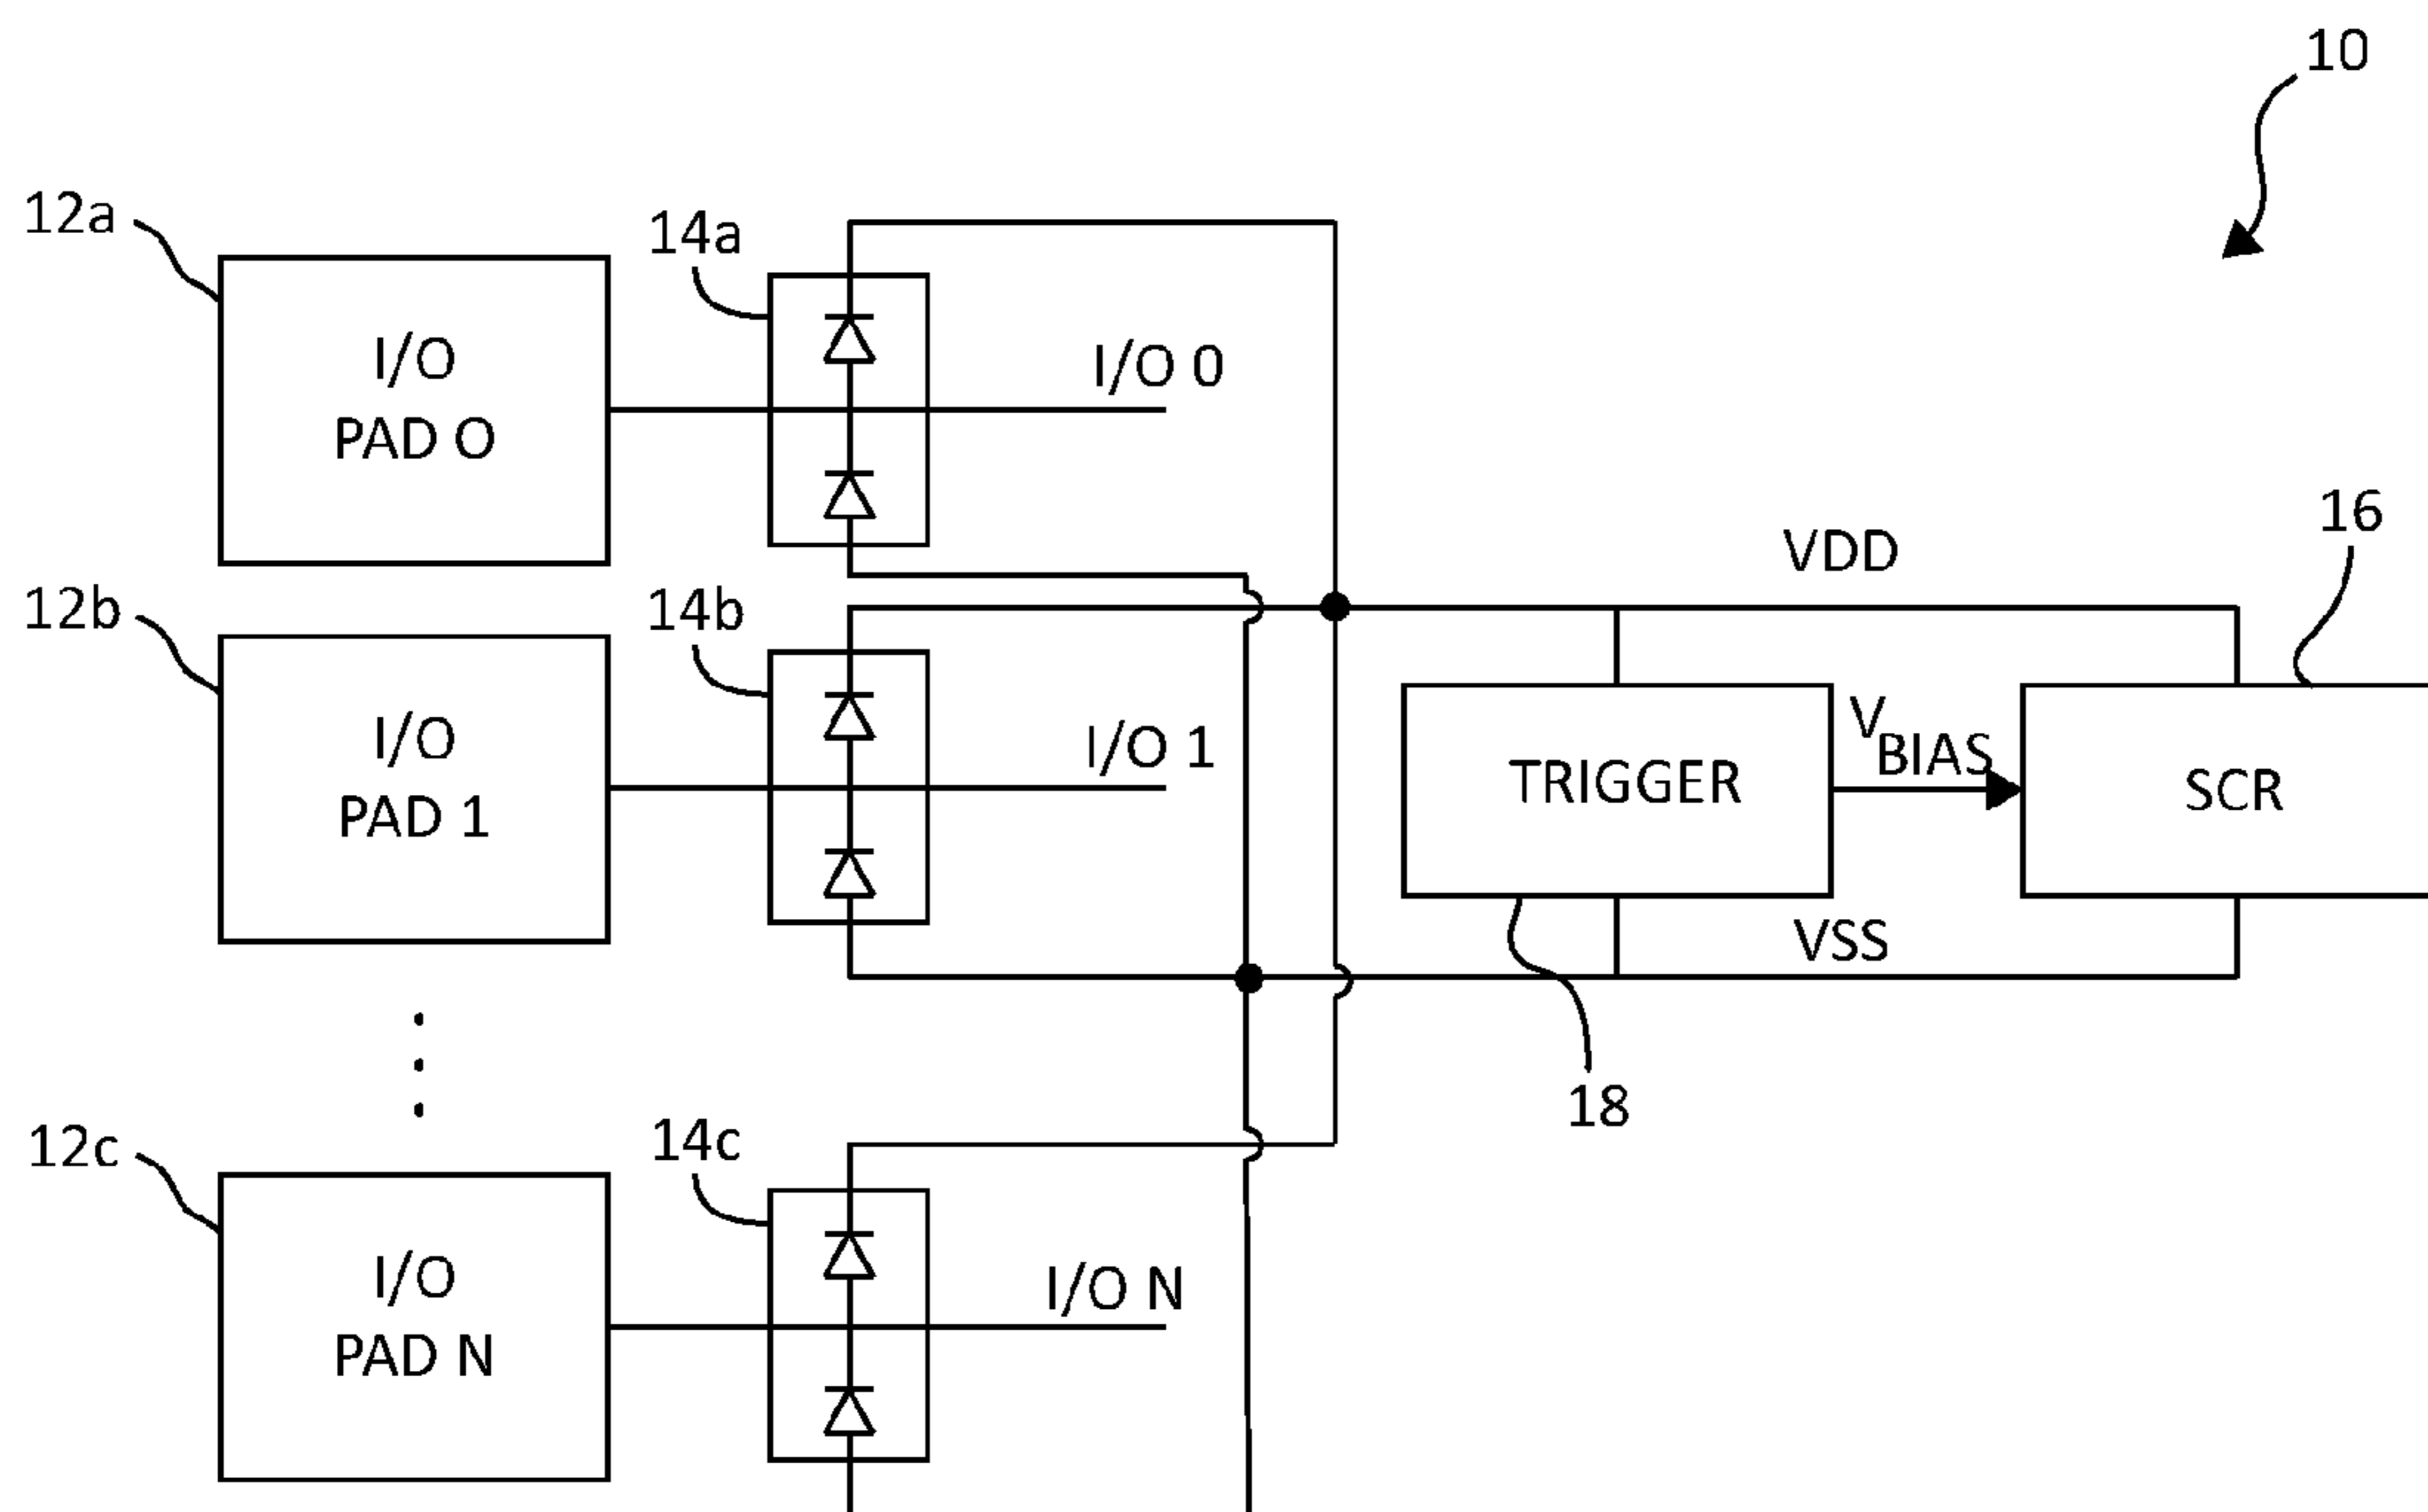 10
12a
14a
I/O
PAD O
I/O 0
VDD
16
12b
14b
I/O
PAD 1
I/O 1
TRIGGER
V
BIAS
SCR
VSS
18
12c
14c
I/O
PAD N
I/O N